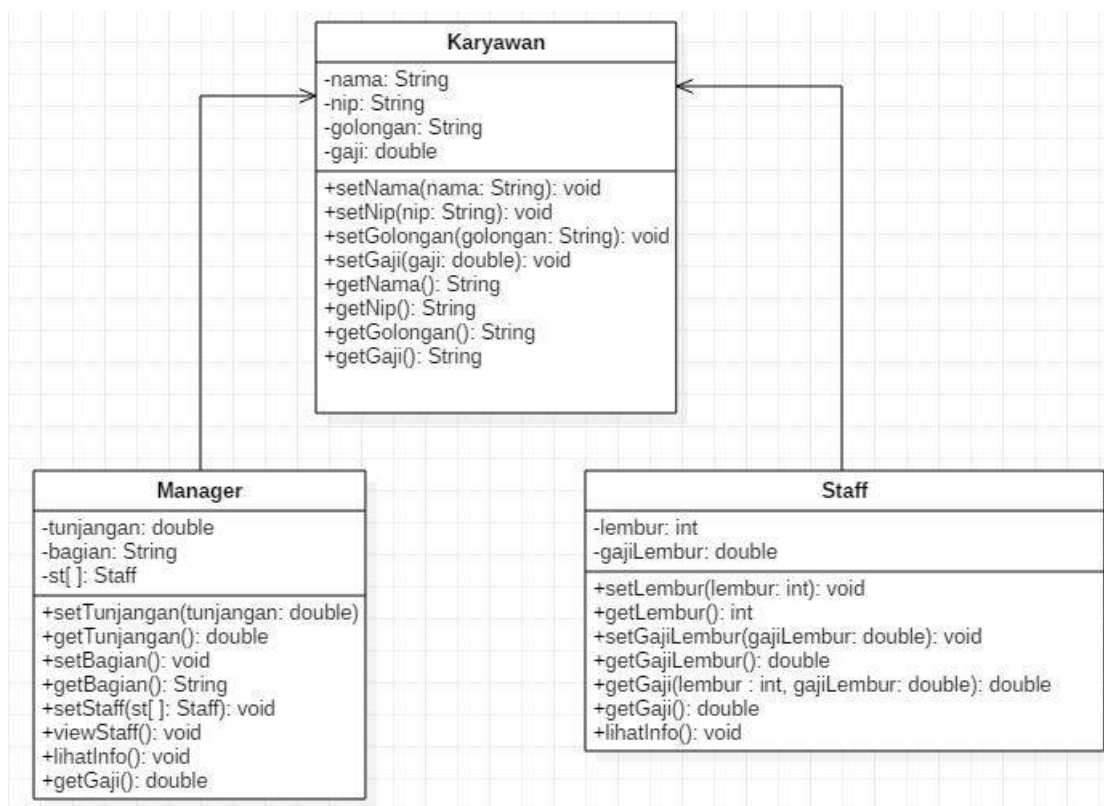 Karyawan
-nama: String
-nip: String
-golongan: String
-gaji: double
+setNama(nama: String): void
+setNip(nip: String): void
+setGolongan(golongan: String): void
+setGaji(gaji: double): void
+getNama(): String
+getNip(): String
+getGolongan(): String
+getGaji(): String
Manager
-tunjangan: double
-bagian: String
-st[ ]: Staff
+setTunjangan(tunjangan: double)
+getTunjangan(): double
+setBagian(): void
+getBagian(): String
+setStaff(st[ ]: Staff): void
+viewStaff(): void
+lihatInfo(): void
+getGaji(): double
Staff
-lembur: int
-gajiLembur: double
+setLembur(lembur: int): void
+getLembur(): int
+setGajiLembur(gajiLembur: double): void
+getGajiLembur(): double
+getGaji(lembur : int, gajiLembur: double): double
+getGaji(): double
+lihatInfo(): void